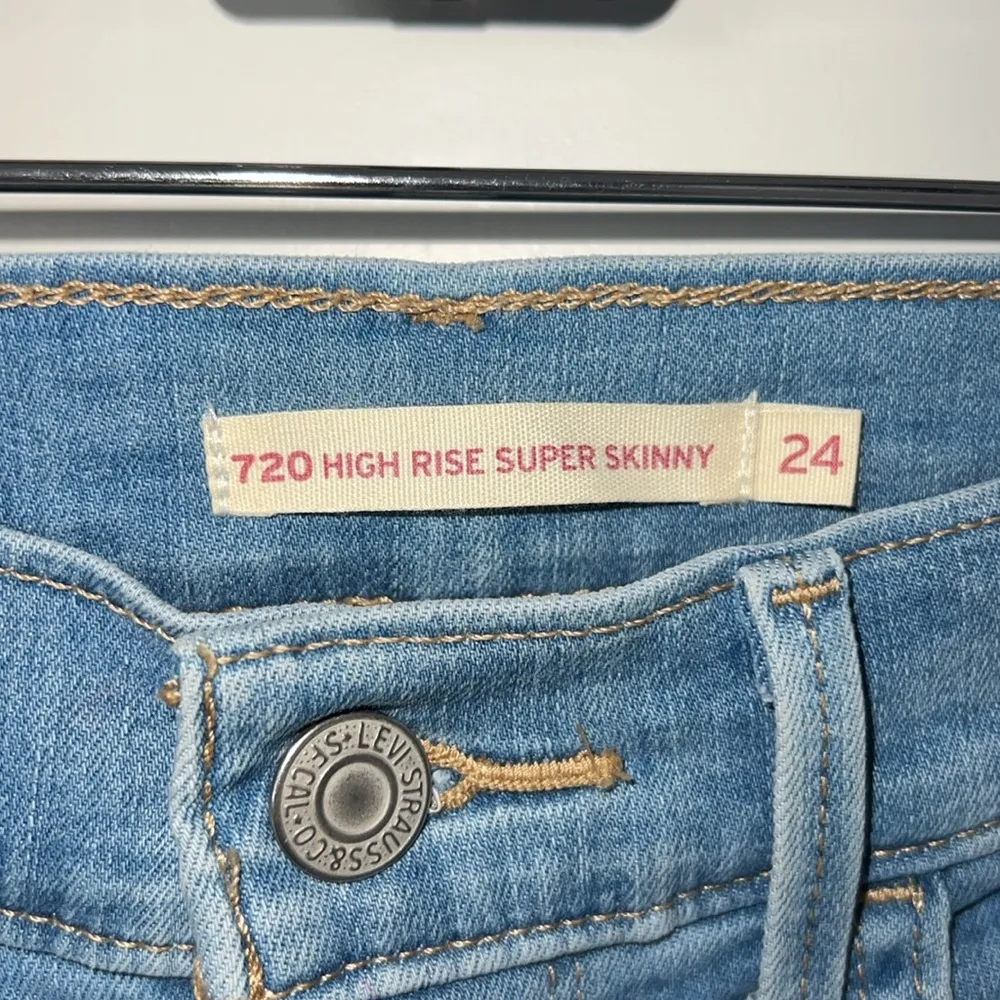 720 HIGH RISE SUPER SKINNY 24
LEVI STRAUSS & CO. S.F. CAL.